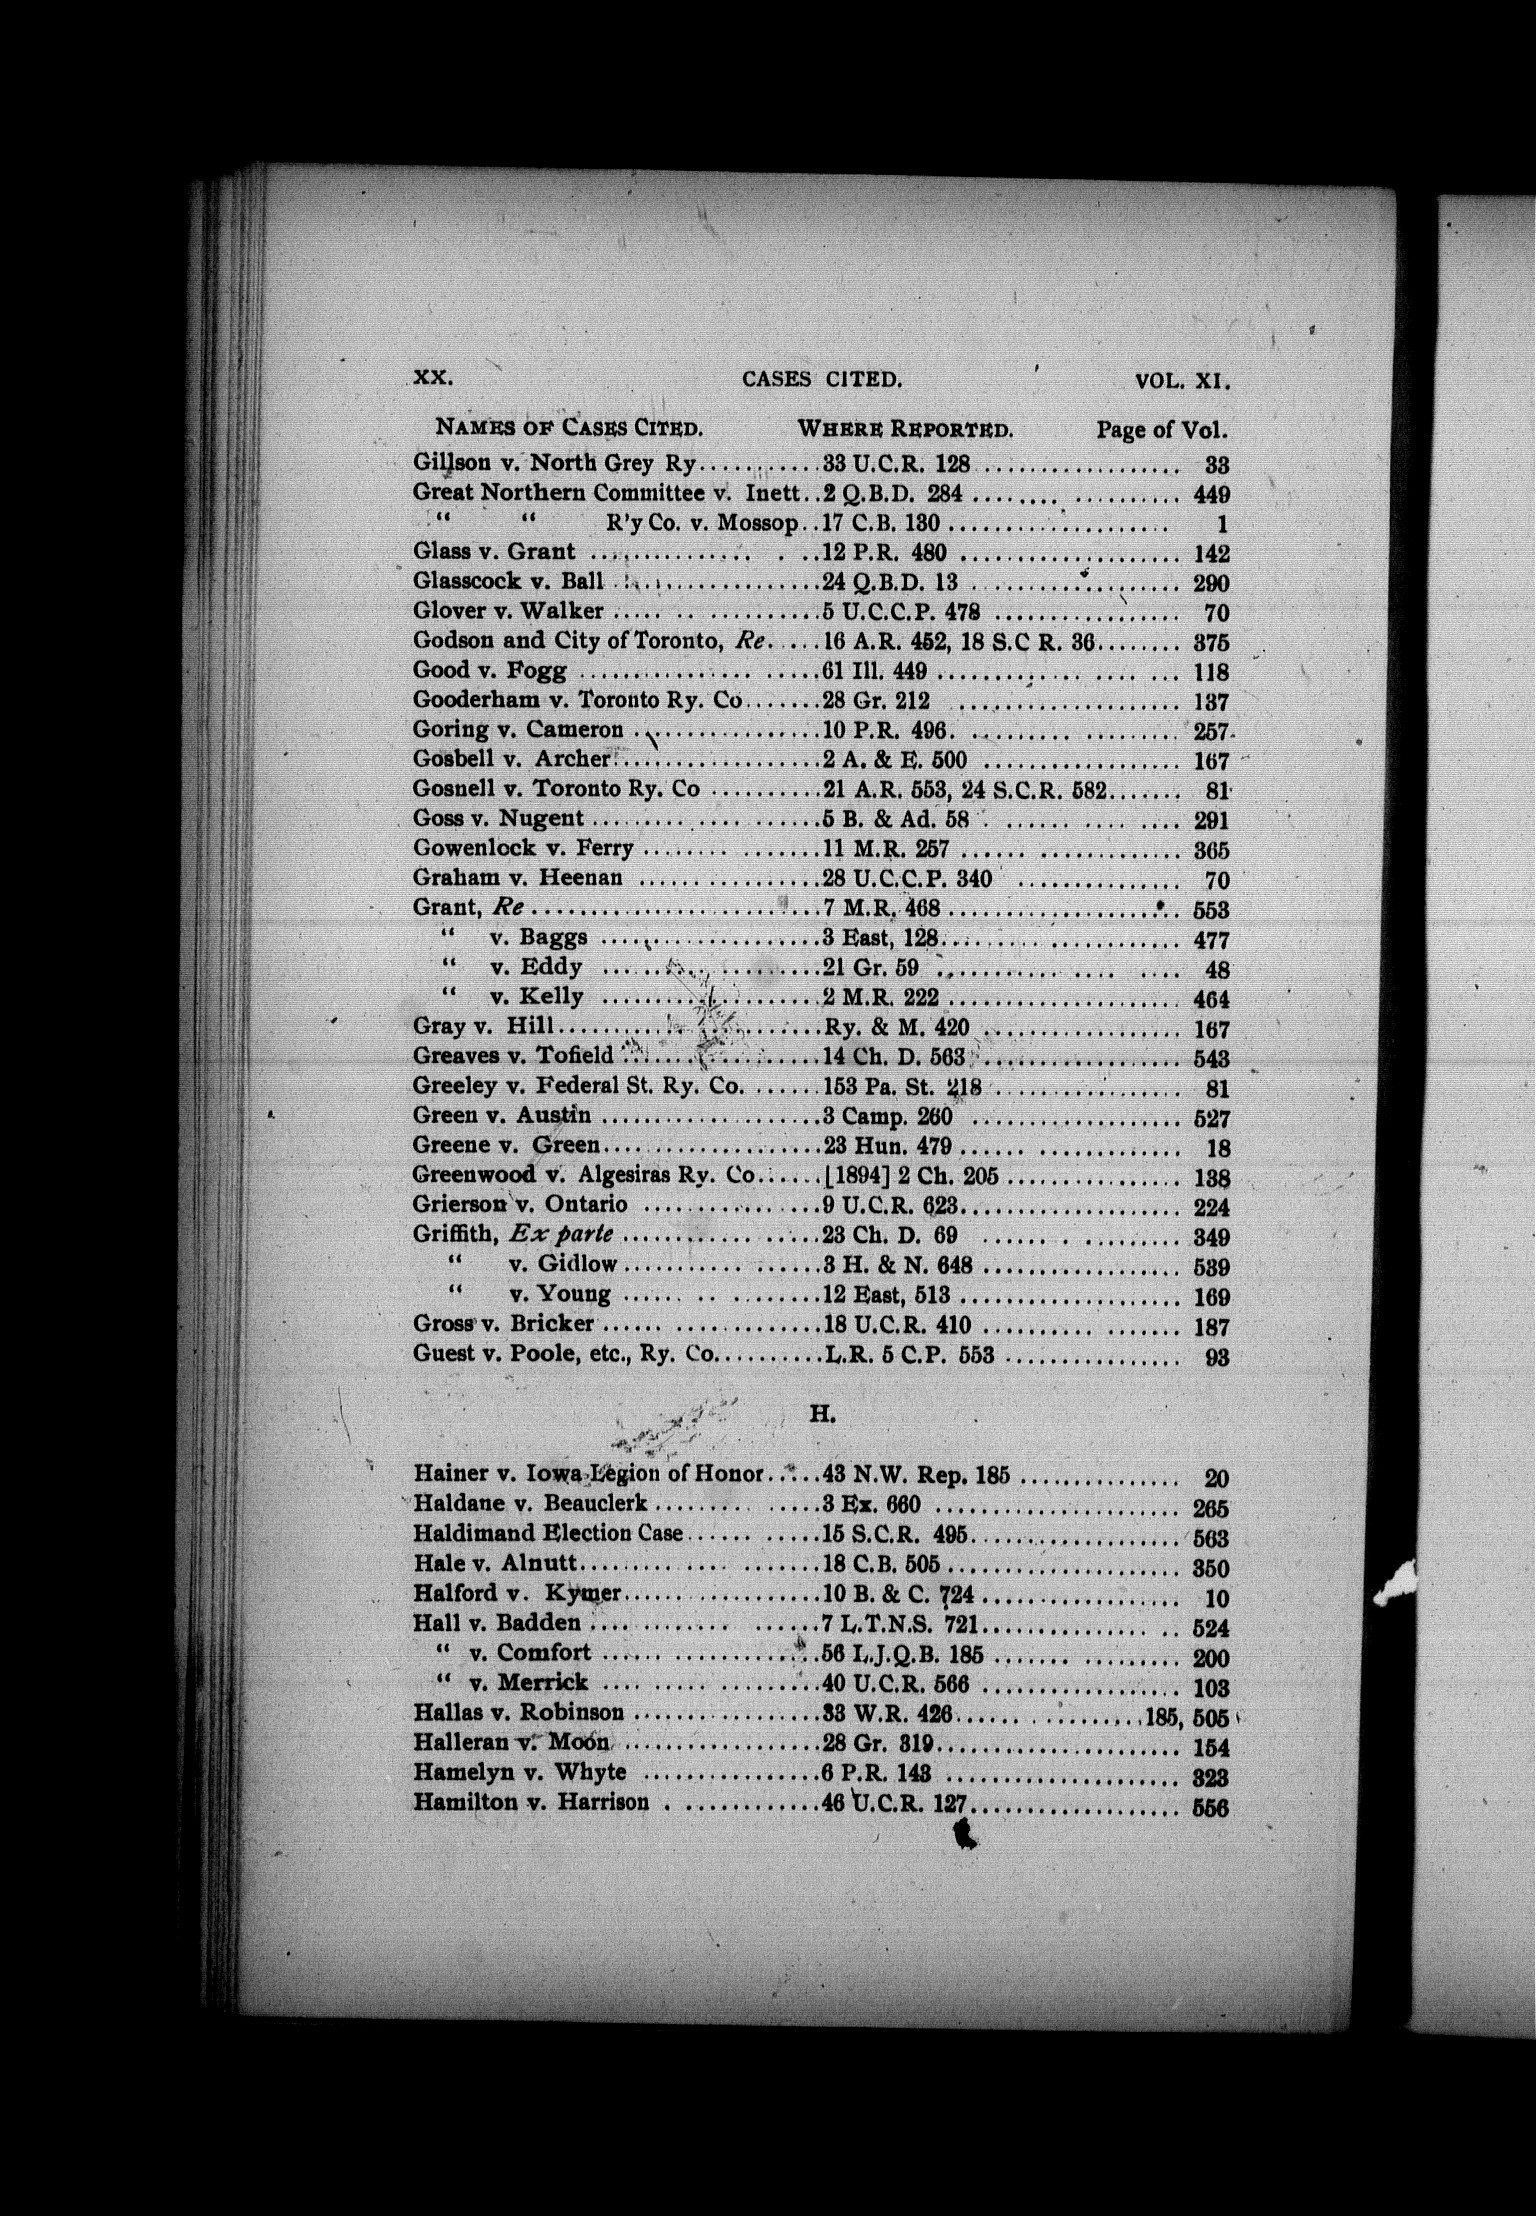 XX. CASES CITED. VOL. XI.
NAMES OF CASES CITED. WHERE REPORTED. Page of Vol.
Gillson v. North Grey Ry............33 U.C.R. 128 .................. 33
Great Northern Committee v. Inett..2 Q.B.D. 284 .................. 449
“ “ R'y Co. v. Mossop..17 C.B. 130 .................... 1
Glass v. Grant ..................12 P.R. 480 .................... 142
Glasscock v. Ball ..................24 Q.B.D. 13 .................... 290
Glover v. Walker ..................5 U.C.C.P. 478 ................. 70
Godson and City of Toronto, Re.....16 A.R. 452, 18 S.C R. 36........ 375
Good v. Fogg ....................61 Ill. 449 .................... 118
Gooderham v. Toronto Ry. Co.......28 Gr. 212 .................... 137
Goring v. Cameron ................10 P.R. 496. .................. 257
Gosbell v. Archer..................2 A. & E. 500 .................. 167
Gosnell v. Toronto Ry. Co ..........21 A.R. 553, 24 S.C.R. 582....... 81
Goss v. Nugent ....................5 B. & Ad. 58 .................. 291
Gowenlock v. Ferry ................11 M.R. 257 .................... 365
Graham v. Heenan ................28 U.C.C.P. 340 ............... 70
Grant, Re..........................7 M.R. 468 .................... 553
“ v. Baggs ....................3 East, 128.................... 477
“ v. Eddy ....................21 Gr. 59 .................... 48
“ v. Kelly ....................2 M.R. 222 .................... 464
Gray v. Hill........................Ry. & M. 420 .................. 167
Greaves v. Tofield ..................14 Ch. D. 563 .................. 543
Greeley v. Federal St. Ry. Co. ......153 Pa. St. 218 ................. 81
Green v. Austin ....................3 Camp. 260 ................... 527
Greene v. Green....................23 Hun. 479 .................... 18
Greenwood v. Algesiras Ry. Co......[1894] 2 Ch. 205 ................ 138
Grierson v. Ontario ................9 U.C.R. 623.................... 224
Griffith, Ex parte ..................23 Ch. D. 69 .................. 349
“ v. Gidlow ..................3 H. & N. 648 .................. 539
“ v. Young ..................12 East, 513 .................... 169
Gross v. Bricker ....................18 U.C.R. 410 .................. 187
Guest v. Poole, etc., Ry. Co..........L.R. 5 C.P. 553 ................ 93
H.
Hainer v. Iowa Legion of Honor.....43 N.W. Rep. 185 ............... 20
Haldane v. Beauclerk ...............3 Ex. 660 ...................... 265
Haldimand Election Case............15 S.C.R. 495.................... 563
Hale v. Alnutt......................18 C.B. 505 ..................... 350
Halford v. Kymer..................10 B. & C. 724 .................. 10
Hall v. Badden ....................7 L.T.N.S. 721.................. 524
“ v. Comfort ....................56 L.J.Q.B. 185 ................. 200
“ v. Merrick ....................40 U.C.R. 566 .................. 103
Hallas v. Robinson .................33 W.R. 426..................185, 505
Halleran v. Moon ..................28 Gr. 319...................... 154
Hamelyn v. Whyte ................6 P.R. 143 ..................... 323
Hamilton v. Harrison . ............46 U.C.R. 127................... 556